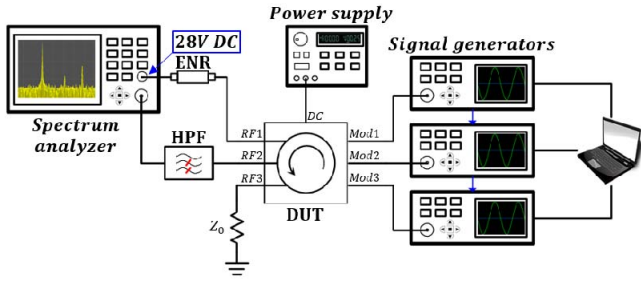 Power supply
28V DC
ENR
Signal generators
Spectrum
analyzer
HPF
DC
RF1
RF2
RF3
Mod1
Mod2
Mod3
DUT
Z₀